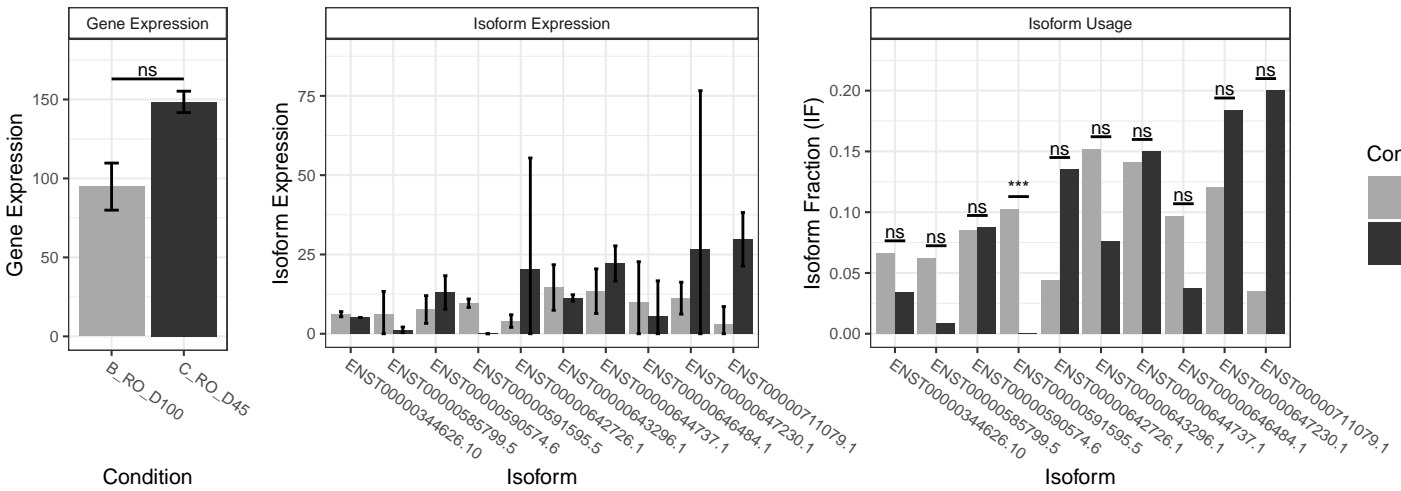 Gene Expression
Isoform Expression
Isoform Usage
Gene Expression
0
50
100
150
ns
B_RO_D100
C_RO_D45
Condition
Isoform Expression
0
25
50
75
ENST00000344626.10
ENST00000585799.5
ENST00000590574.6
ENST00000591595.5
ENST00000642726.1
ENST00000643296.1
ENST00000644737.1
ENST00000646484.1
ENST00000647230.1
ENST00000711079.1
Isoform
Isoform Fraction (IF)
0.00
0.05
0.10
0.15
0.20
ns
ns
ns
***
ns
ns
ns
ns
ns
ns
ENST00000344626.10
ENST00000585799.5
ENST00000590574.6
ENST00000591595.5
ENST00000642726.1
ENST00000643296.1
ENST00000644737.1
ENST00000646484.1
ENST00000647230.1
ENST00000711079.1
Isoform